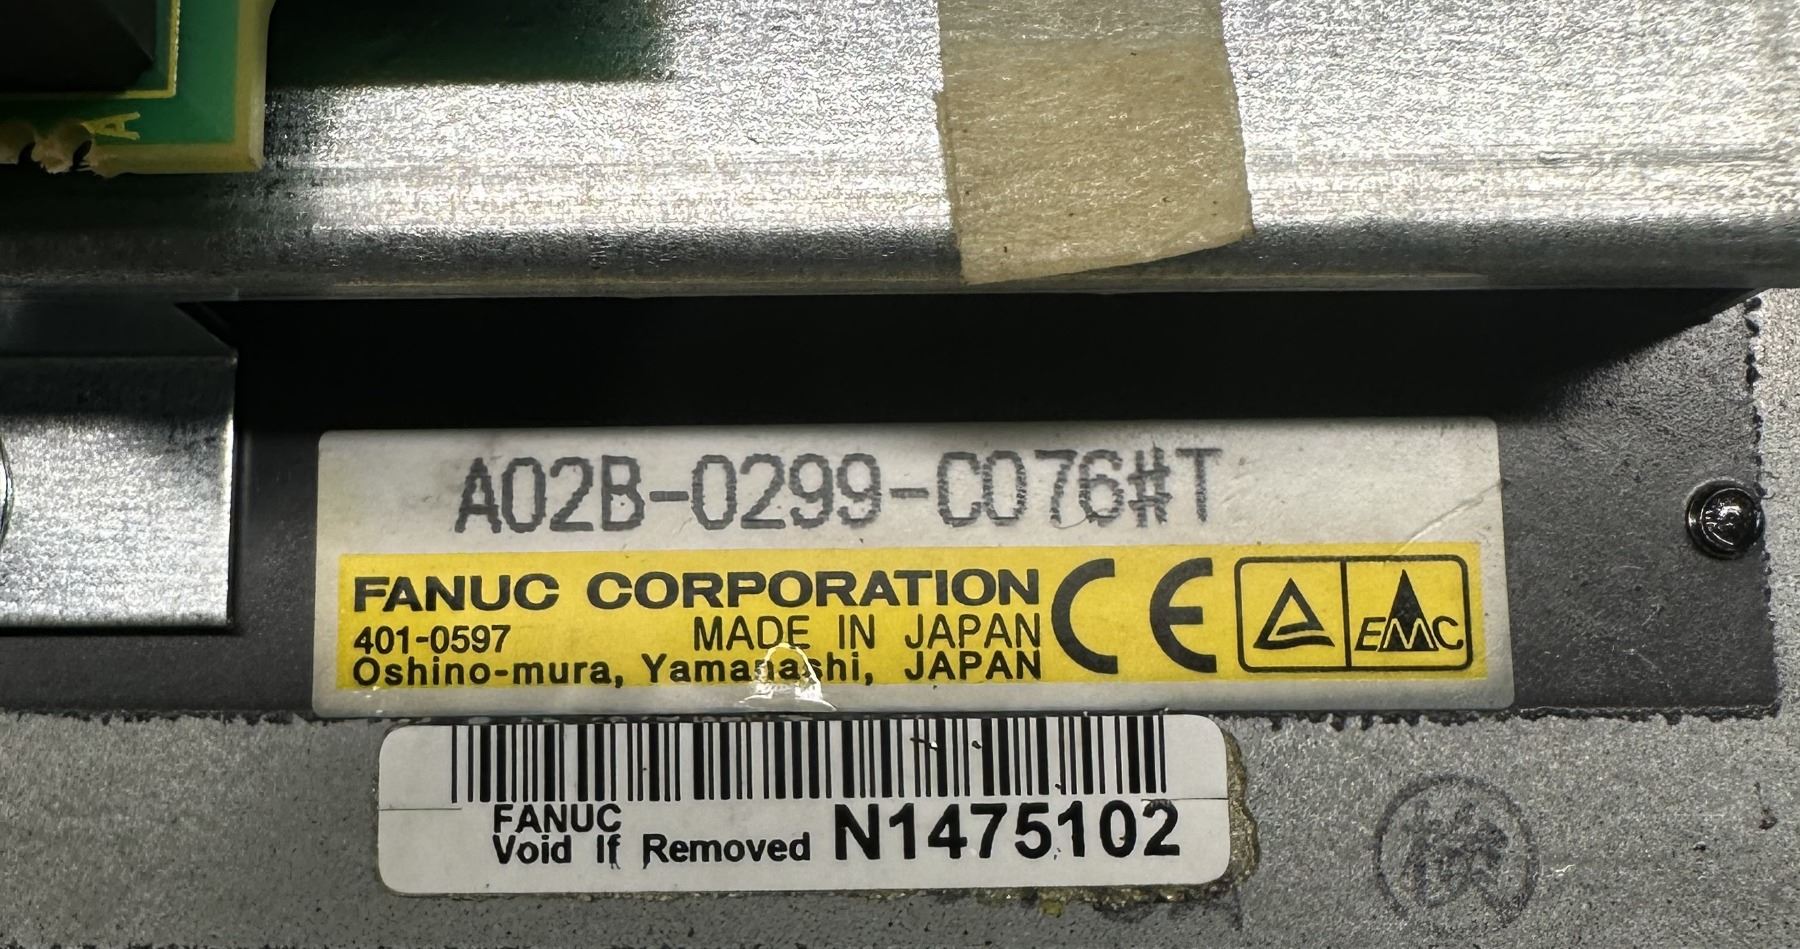 A
A02B-0299-C076#T
FANUC CORPORATION
401-0597 MADE IN JAPAN
Oshino-mura, Yamanashi, JAPAN
CE
EMC
FANUC
Void If Removed N1475102
検